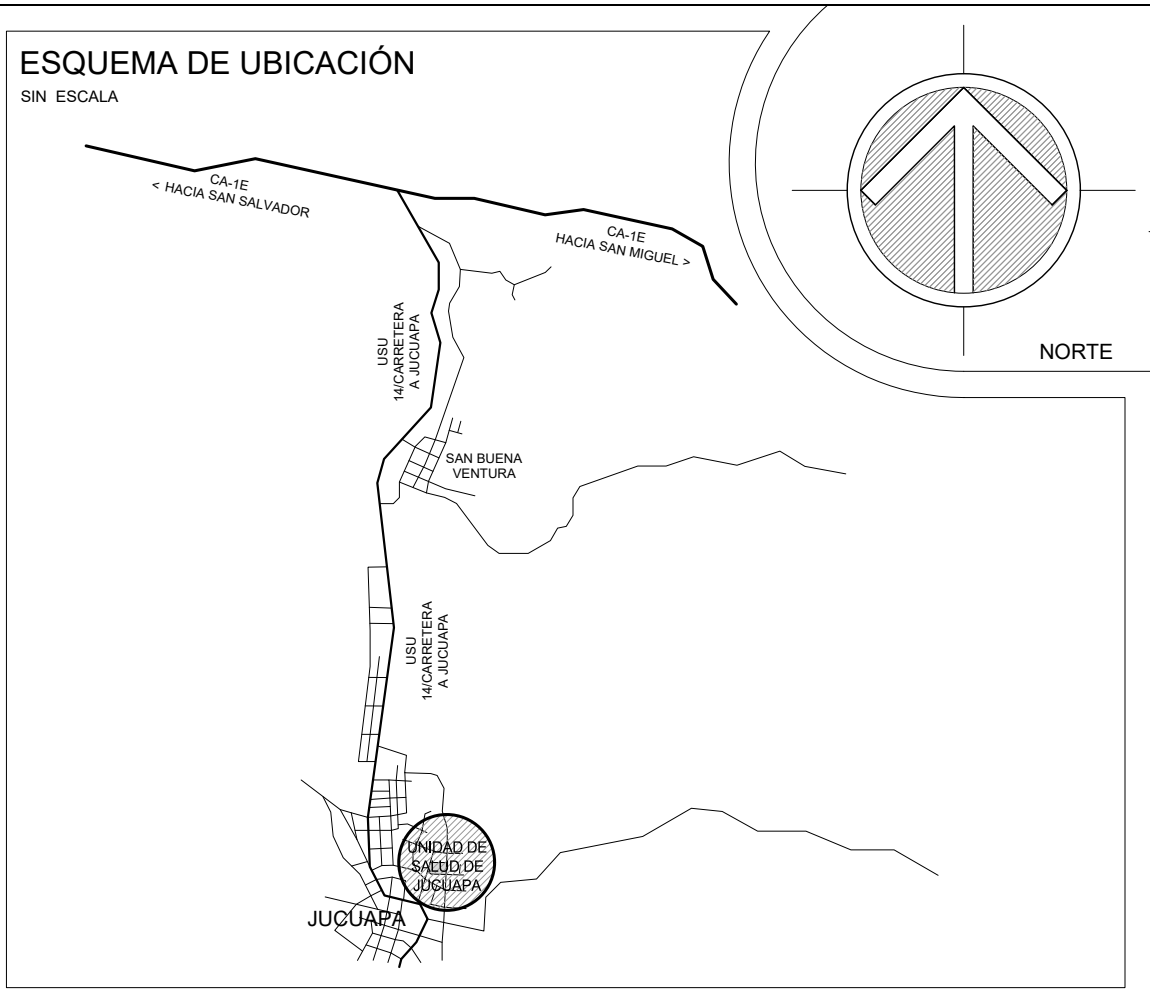 ESQUEMA DE UBICACIÓN
SIN ESCALA
CA-1E
< HACIA SAN SALVADOR
CA-1E
HACIA SAN MIGUEL >
NORTE
USU
14/CARRETERA
A JUCUAPA
SAN BUENA
VENTURA
USU
14/CARRETERA
A JUCUAPA
UNIDAD DE
SALUD DE
JUCUAPA
JUCUAPA